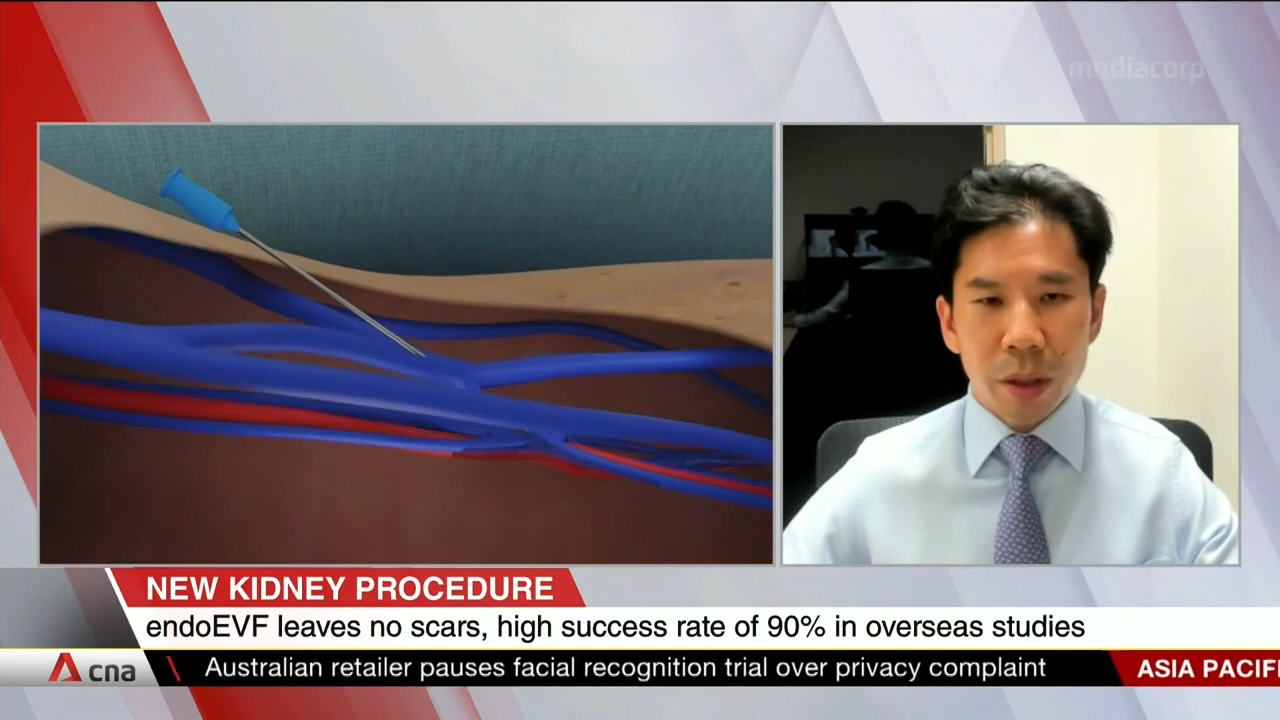 mediacorp
NEW KIDNEY PROCEDURE
endoEVF leaves no scars, high success rate of 90% in overseas studies
cna
Australian retailer pauses facial recognition trial over privacy complaint
ASIA PACIFI